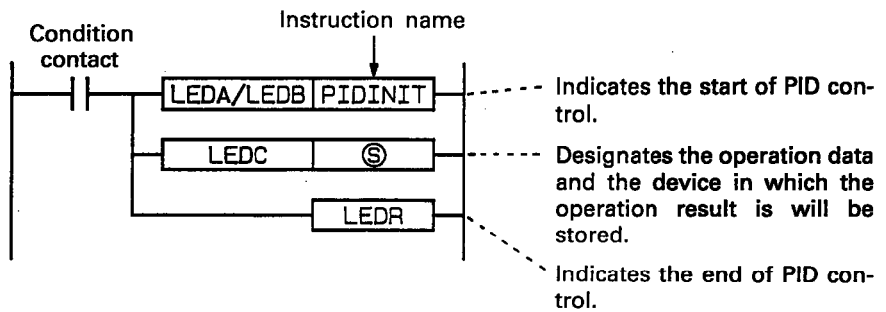 Instruction name
Condition
contact
LEDA/LEDB PIDINIT
Indicates the start of PID con-
trol.
LEDC Ⓢ
Designates the operation data
and the device in which the
operation result is will be
stored.
LEDR
Indicates the end of PID con-
trol.